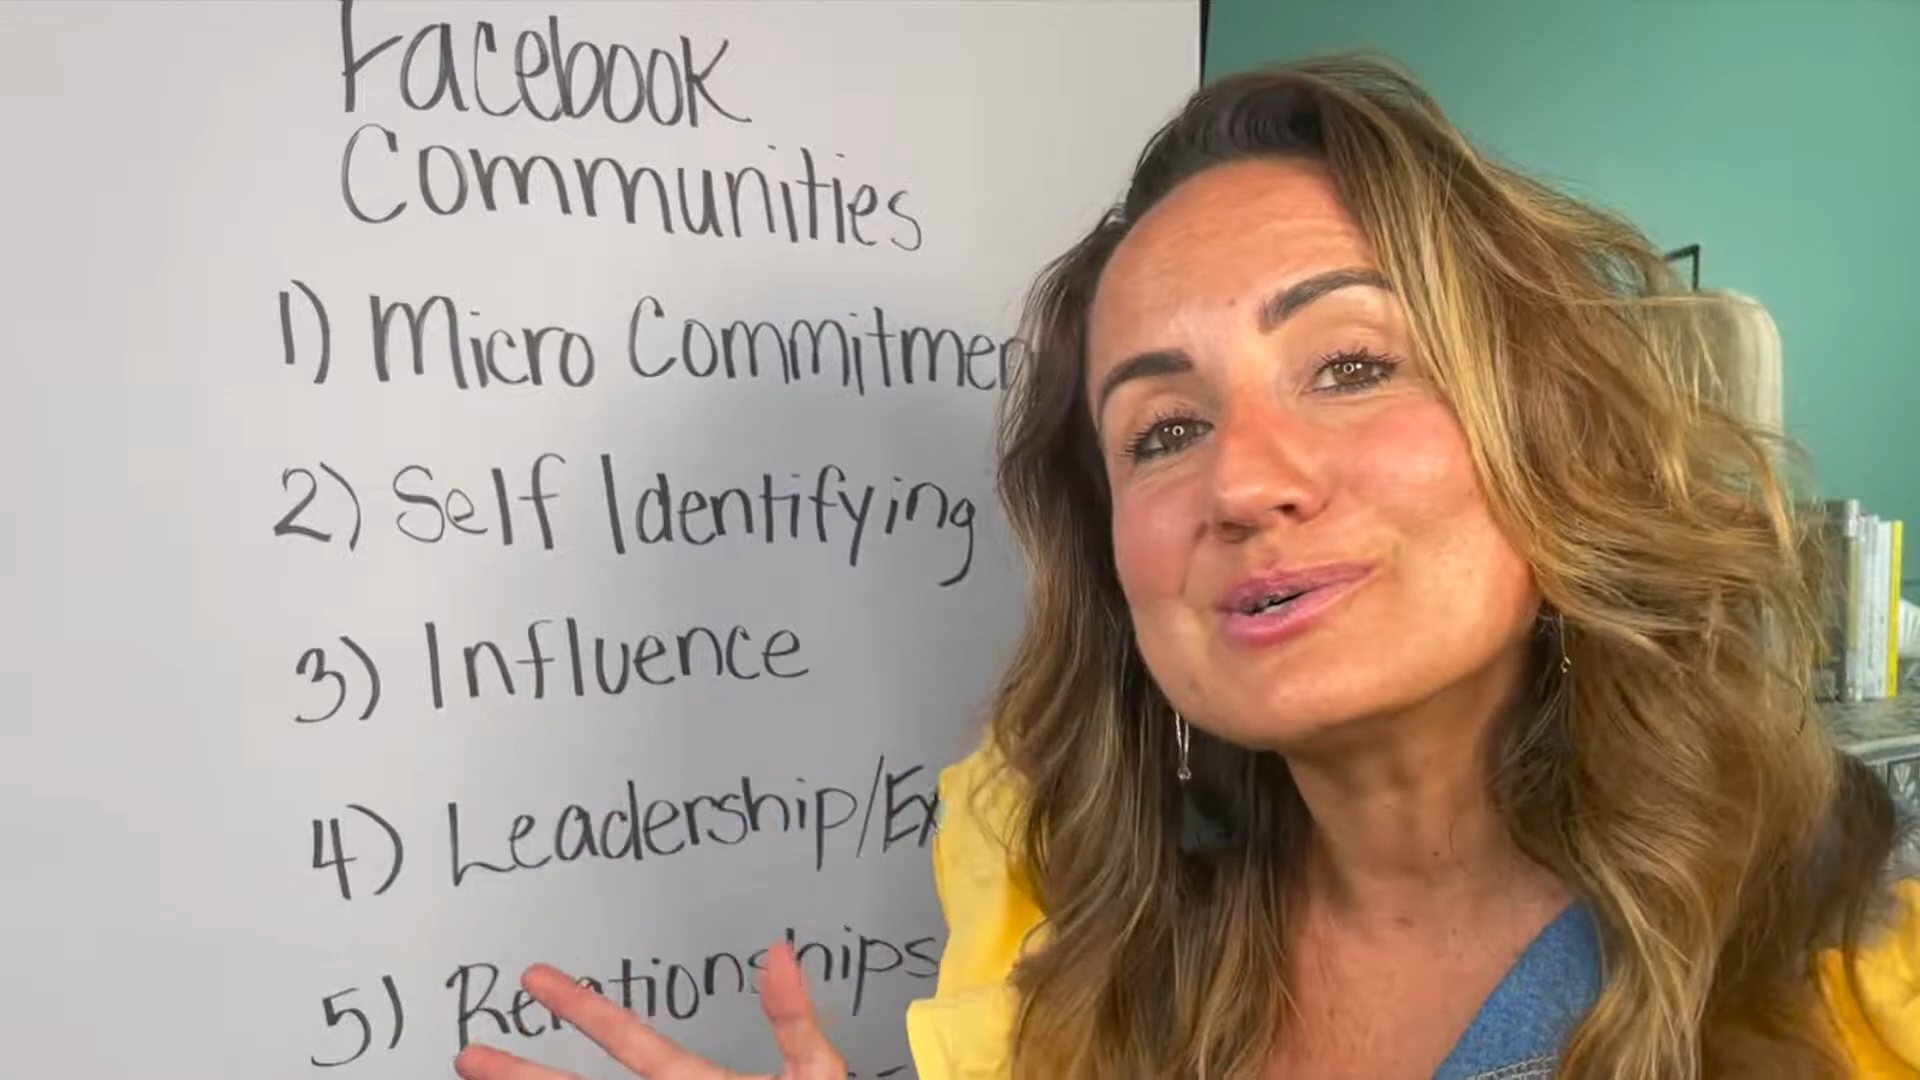 Facebook
Communities
1) Micro Commitmen
2) Self Identifying
3) Influence
4) Leadership/Ex
5) Relationships